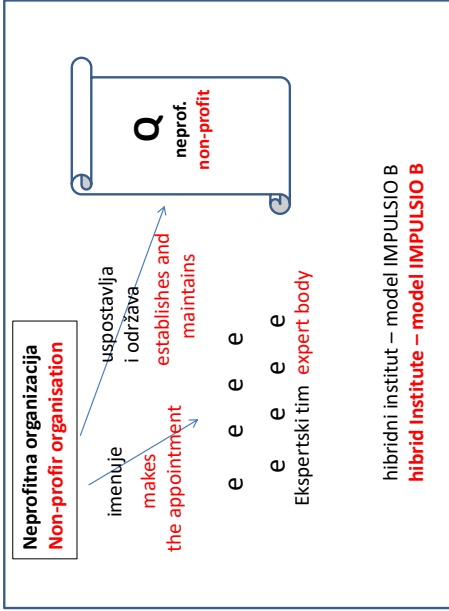 Neprofitna organizacija
Non-profir organisation
imenuje
makes
the appointment
uspostavlja
i održava
establishes and
maintains
Q
neprof.
non-profit
e e e e
e e e e
Ekspertski tim expert body
hibridni institut – model IMPULSIO B
hibrid Institute – model IMPULSIO B